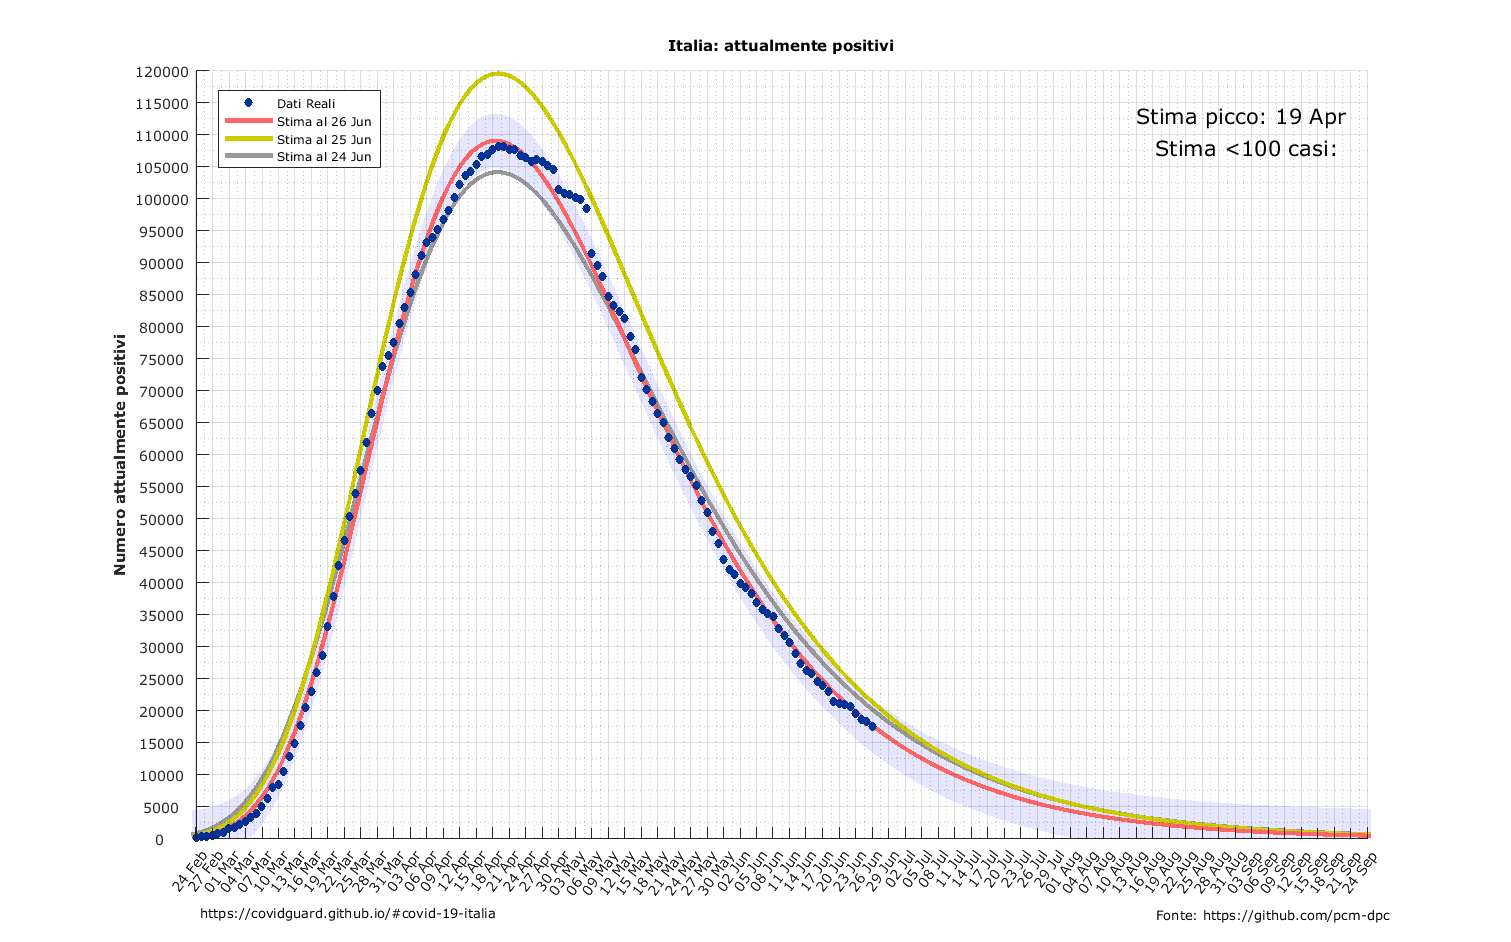 Italia: attualmente positivi
120000
115000
110000
105000
100000
95000
90000
85000
80000
75000
70000
65000
60000
55000
50000
45000
40000
35000
30000
25000
20000
15000
10000
5000
0
Numero attualmente positivi
Dati Reali
Stima al 26 Jun
Stima al 25 Jun
Stima al 24 Jun
Stima picco: 19 Apr
Stima <100 casi:
24 Feb
27 Feb
01 Mar
04 Mar
07 Mar
10 Mar
13 Mar
16 Mar
19 Mar
22 Mar
25 Mar
28 Mar
31 Mar
03 Apr
06 Apr
09 Apr
12 Apr
15 Apr
18 Apr
21 Apr
24 Apr
27 Apr
30 Apr
03 May
06 May
09 May
12 May
15 May
18 May
21 May
24 May
27 May
30 May
02 Jun
05 Jun
08 Jun
11 Jun
14 Jun
17 Jun
20 Jun
23 Jun
26 Jun
29 Jun
02 Jul
05 Jul
08 Jul
11 Jul
14 Jul
17 Jul
20 Jul
23 Jul
26 Jul
29 Jul
01 Aug
04 Aug
07 Aug
10 Aug
13 Aug
16 Aug
19 Aug
22 Aug
25 Aug
28 Aug
31 Aug
03 Sep
06 Sep
09 Sep
12 Sep
15 Sep
18 Sep
21 Sep
24 Sep
https://covidguard.github.io/#covid-19-italia
Fonte: https://github.com/pcm-dpc